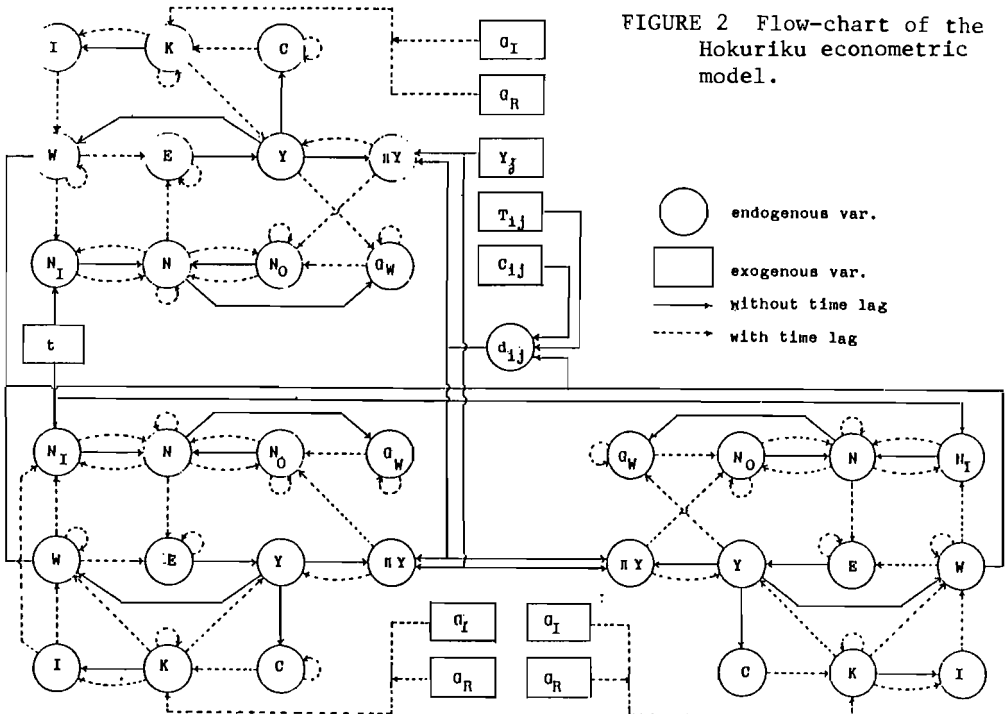 FIGURE 2 Flow-chart of the
Hokuriku econometric
model.
I K C
G_I
G_R
W E Y ΠY
Y_j
T_ij
C_ij
d_ij
endogenous var.
exogenous var.
without time lag
with time lag
N_I N N_O G_W
t
N_I N N_O G_W
W E Y ΠY
I K C
G_I
G_R
G_W N_O N N_I
ΠY Y E W
C K I
G_I
G_R